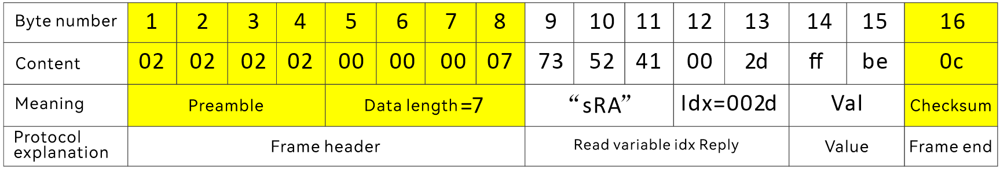 Byte number 1 2 3 4 5 6 7 8 9 10 11 12 13 14 15 16
Content 02 02 02 02 00 00 00 07 73 52 41 00 2d ff be 0c
Meaning Preamble Data length=7 “sRA” Idx=002d Val Checksum
Protocol
explanation Frame header Read variable idx Reply Value Frame end